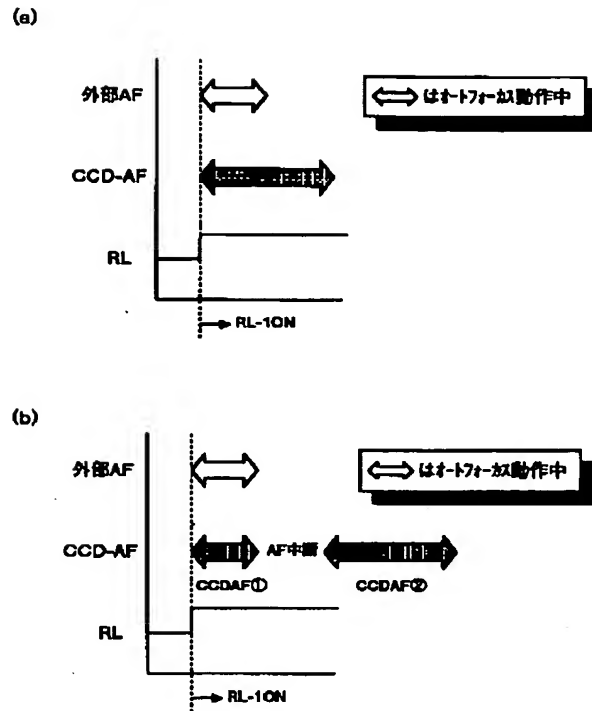 (a)
外部AF
⇔はオートフォーカス動作中
CCD-AF
RL
RL-1ON
(b)
外部AF
⇔はオートフォーカス動作中
CCD-AF
AF中断
CCDAF①
CCDAF②
RL
RL-1ON